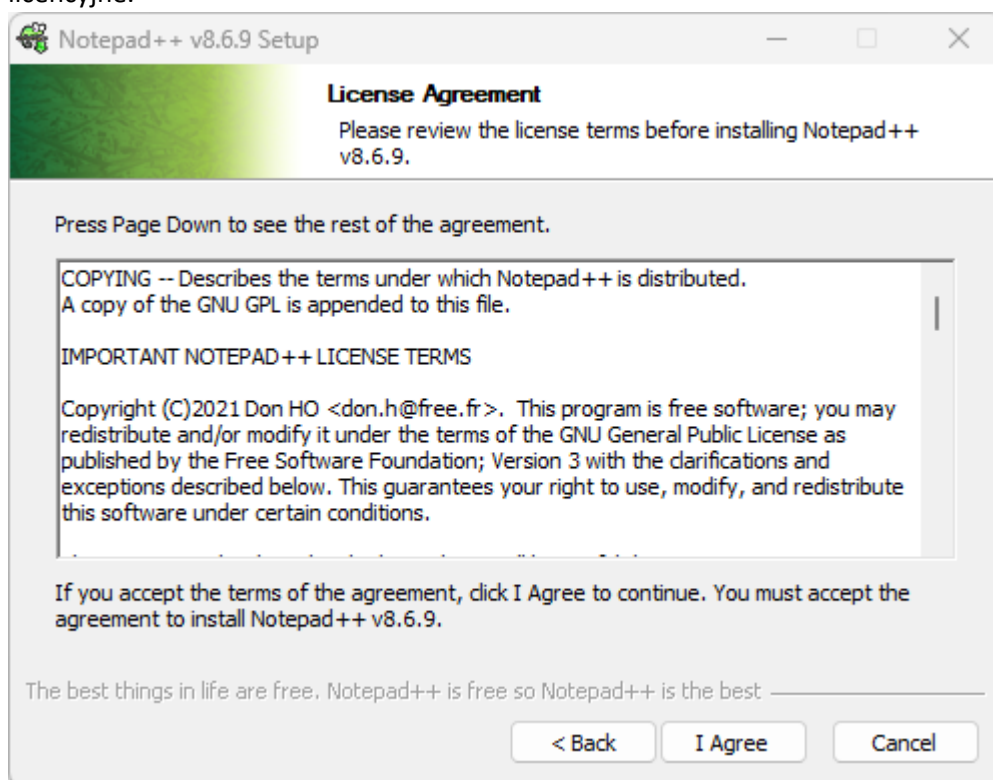 licencyjne.
Notepad++ v8.6.9 Setup
License Agreement
Please review the license terms before installing Notepad++
v8.6.9.
Press Page Down to see the rest of the agreement.
COPYING -- Describes the terms under which Notepad++ is distributed.
A copy of the GNU GPL is appended to this file.
IMPORTANT NOTEPAD++ LICENSE TERMS
Copyright (C)2021 Don HO <don.h@free.fr>.  This program is free software; you may
redistribute and/or modify it under the terms of the GNU General Public License as
published by the Free Software Foundation; Version 3 with the clarifications and
exceptions described below. This guarantees your right to use, modify, and redistribute
this software under certain conditions.
If you accept the terms of the agreement, click I Agree to continue. You must accept the
agreement to install Notepad++ v8.6.9.
The best things in life are free. Notepad++ is free so Notepad++ is the best
< Back
I Agree
Cancel